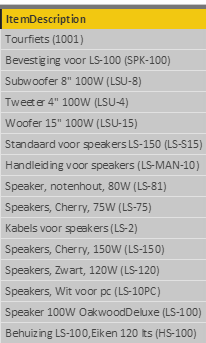 ItemDescription
Tourfiets (1001)
Bevestiging voor LS-100 (SPK-100)
Subwoofer 8" 100W (LSU-8)
Tweeter 4" 100W (LSU-4)
Woofer 15" 100W (LSU-15)
Standaard voor speakers LS-150 (LS-S15)
Handleiding voor speakers (LS-MAN-10)
Speaker, notenhout, 80W (LS-81)
Speakers, Cherry, 75W (LS-75)
Kabels voor speakers (LS-2)
Speakers, Cherry, 150W (LS-150)
Speakers, Zwart, 120W (LS-120)
Speakers, Wit voor pc (LS-10PC)
Speaker 100W OakwoodDeluxe (LS-100)
Behuizing LS-100,Eiken 120 lts (HS-100)